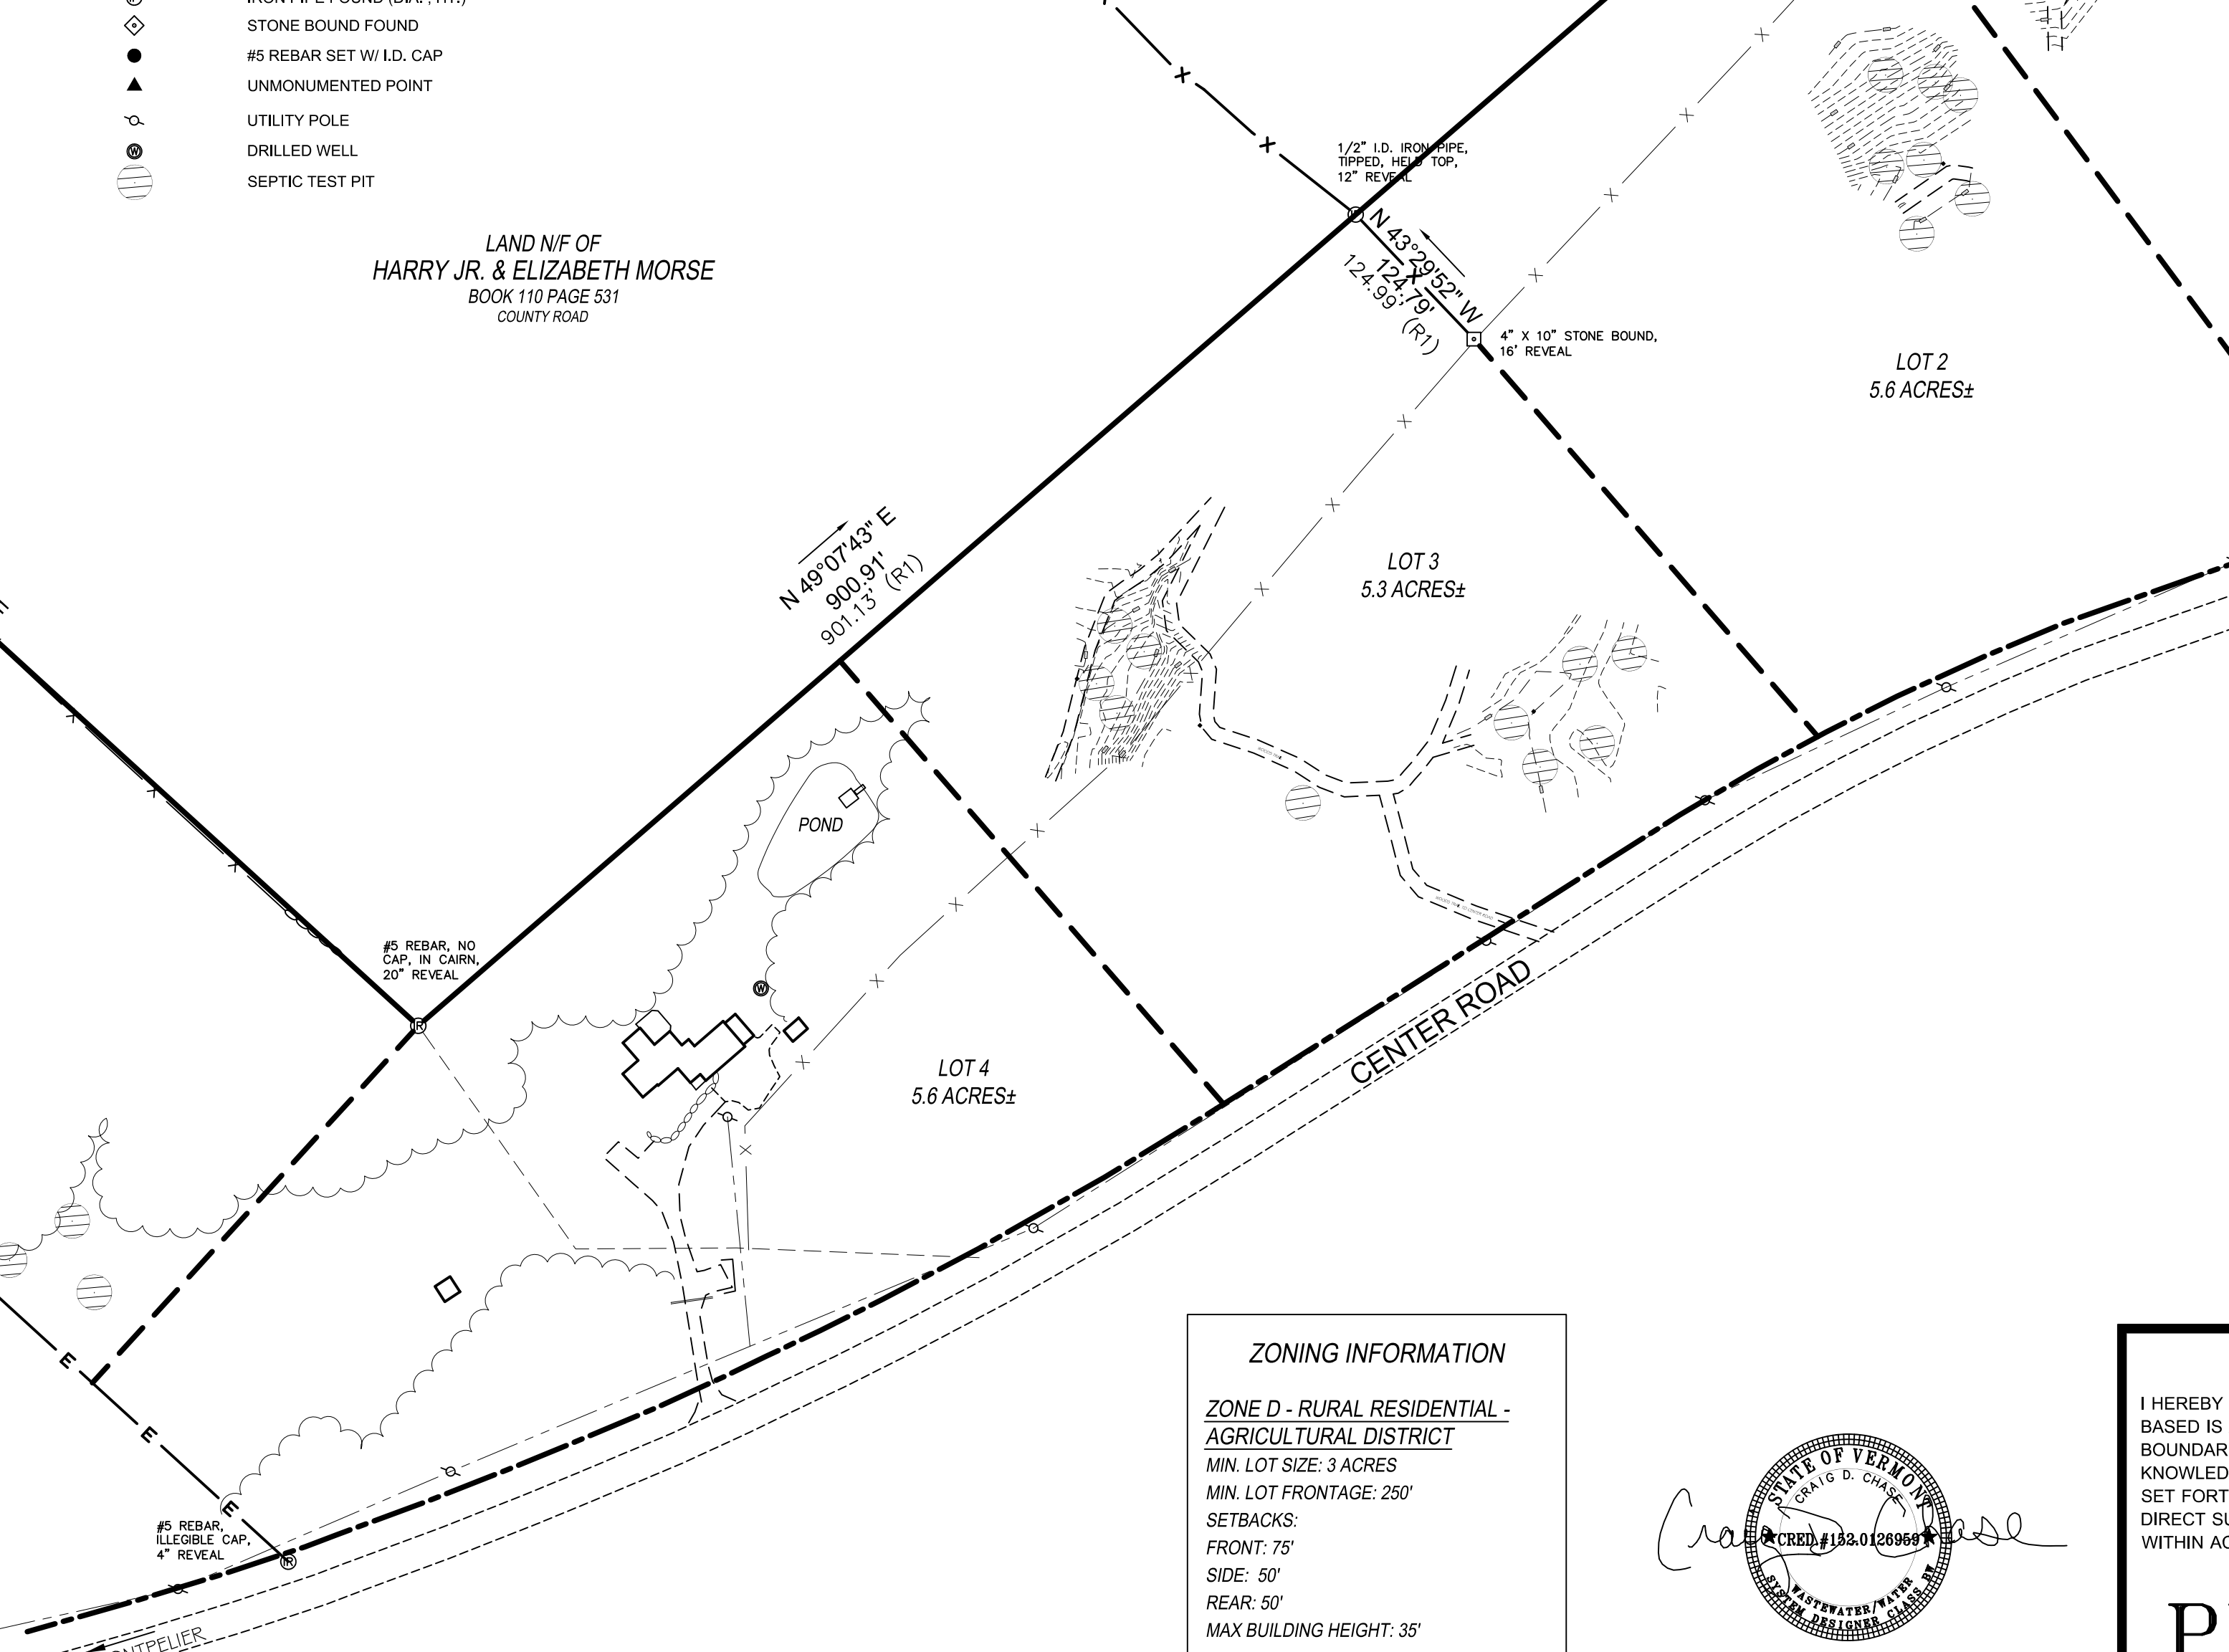 STONE BOUND FOUND
#5 REBAR SET W/ I.D. CAP
UNMONUMENTED POINT
UTILITY POLE
DRILLED WELL
SEPTIC TEST PIT
LAND N/F OF
HARRY JR. & ELIZABETH MORSE
BOOK 110 PAGE 531
COUNTY ROAD
1/2" I.D. IRON PIPE,
TIPPED, HELD TOP,
12" REVEAL
N 43°29'52" W
124.79'
124.99' (R1)
4" X 10" STONE BOUND,
16' REVEAL
LOT 2
5.6 ACRES±
N 49°07'43" E
900.91'
901.13' (R1)
LOT 3
5.3 ACRES±
POND
#5 REBAR, NO
CAP, IN CAIRN,
20" REVEAL
LOT 4
5.6 ACRES±
CENTER ROAD
#5 REBAR,
ILLEGIBLE CAP,
4" REVEAL
ZONING INFORMATION
ZONE D - RURAL RESIDENTIAL -
AGRICULTURAL DISTRICT
MIN. LOT SIZE: 3 ACRES
MIN. LOT FRONTAGE: 250'
SETBACKS:
FRONT: 75'
SIDE: 50'
REAR: 50'
MAX BUILDING HEIGHT: 35'
STATE OF VERMONT
CRAIG D. CHASE
CRED.#152.0126959
WASTEWATER/WATER
SYSTEM DESIGNER CLASS BW
I HEREBY
BASED IS
BOUNDAR
KNOWLED
SET FORT
DIRECT SU
WITHIN AC